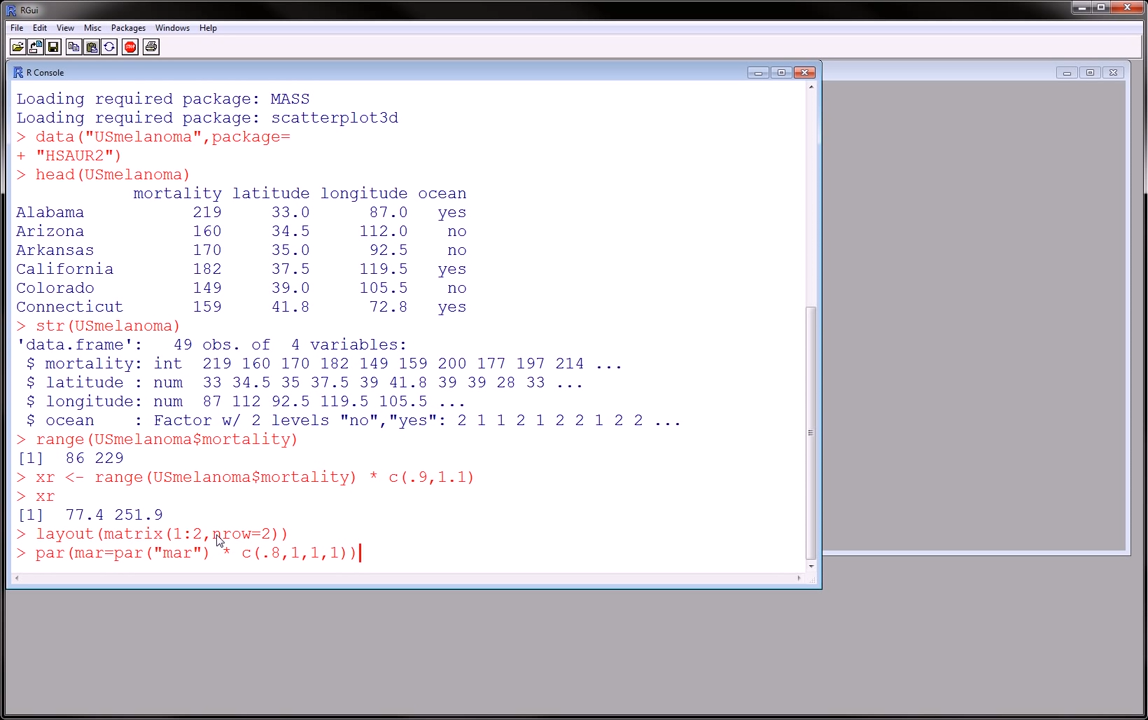 RGui
File Edit View Misc Packages Windows Help
STOP
R Console
Loading required package: MASS
Loading required package: scatterplot3d
> data("USmelanoma",package=
+ "HSAUR2")
> head(USmelanoma)
mortality latitude longitude ocean
Alabama 219 33.0 87.0 yes
Arizona 160 34.5 112.0 no
Arkansas 170 35.0 92.5 no
California 182 37.5 119.5 yes
Colorado 149 39.0 105.5 no
Connecticut 159 41.8 72.8 yes
> str(USmelanoma)
'data.frame': 49 obs. of 4 variables:
$ mortality: int 219 160 170 182 149 159 200 177 197 214 ...
$ latitude : num 33 34.5 35 37.5 39 41.8 39 39 28 33 ...
$ longitude: num 87 112 92.5 119.5 105.5 ...
$ ocean : Factor w/ 2 levels "no","yes": 2 1 1 2 1 2 2 1 2 2 ...
> range(USmelanoma$mortality)
[1] 86 229
> xr <- range(USmelanoma$mortality) * c(.9,1.1)
> xr
[1] 77.4 251.9
> layout(matrix(1:2,nrow=2))
> par(mar=par("mar") * c(.8,1,1,1))